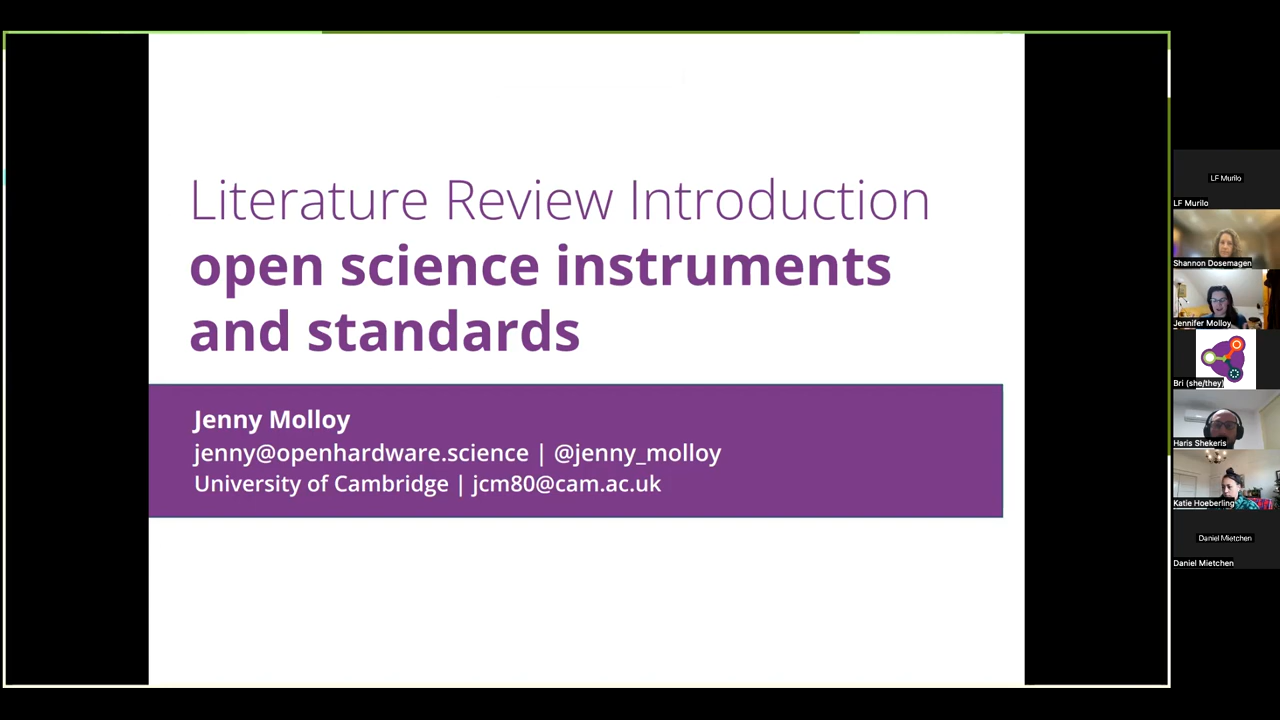 Literature Review Introduction
open science instruments
and standards
Jenny Molloy
jenny@openhardware.science | @jenny_molloy
University of Cambridge | jcm80@cam.ac.uk
LF Murilo
LF Murilo
Shannon Dosemagen
Jennifer Molloy
Bri (she/they)
Haris Shekeris
Katie Hoeberling
Daniel Mietchen
Daniel Mietchen